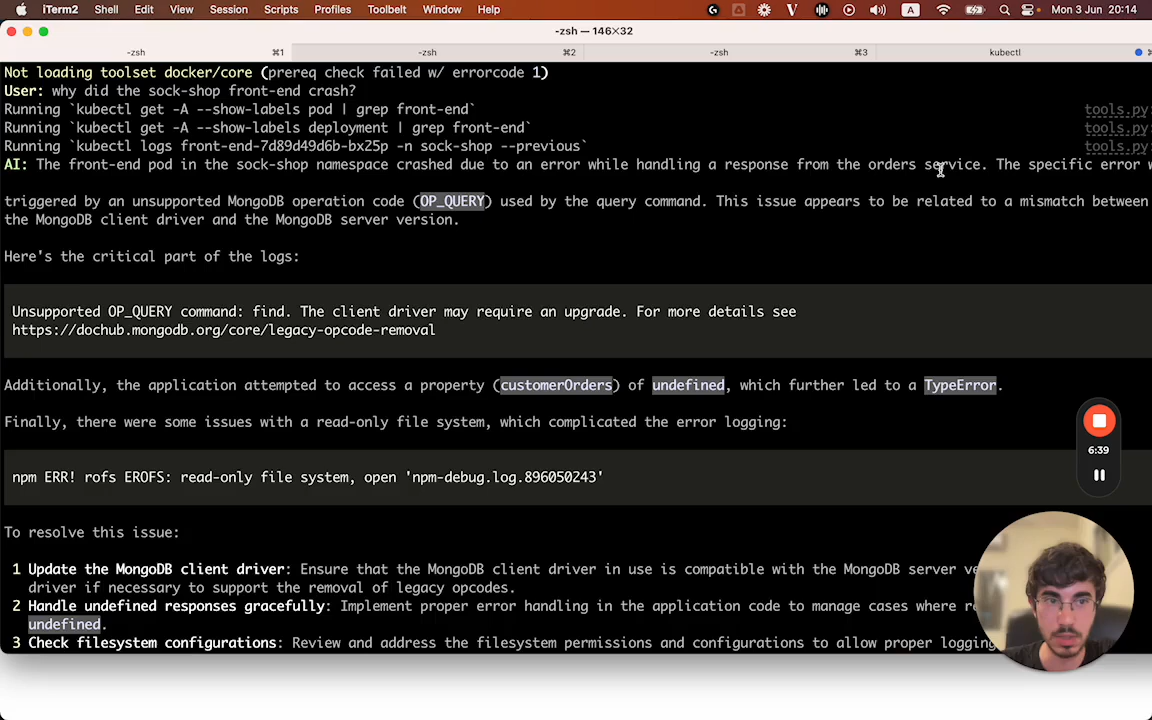 iTerm2 Shell Edit View Session Scripts Profiles Toolbelt Window Help A Mon 3 Jun 20:14
-zsh — 146×32
-zsh ⌘1 -zsh ⌘2 -zsh ⌘3 kubectl
Not loading toolset docker/core (prereq check failed w/ errorcode 1)
User: why did the sock-shop front-end crash?
Running `kubectl get -A --show-labels pod | grep front-end` tools.py:
Running `kubectl get -A --show-labels deployment | grep front-end` tools.py:
Running `kubectl logs front-end-7d89d49d6b-bx25p -n sock-shop --previous` tools.py:
AI: The front-end pod in the sock-shop namespace crashed due to an error while handling a response from the orders service. The specific error w
triggered by an unsupported MongoDB operation code (OP_QUERY) used by the query command. This issue appears to be related to a mismatch between
the MongoDB client driver and the MongoDB server version.
Here's the critical part of the logs:
Unsupported OP_QUERY command: find. The client driver may require an upgrade. For more details see
https://dochub.mongodb.org/core/legacy-opcode-removal
Additionally, the application attempted to access a property (customerOrders) of undefined, which further led to a TypeError.
Finally, there were some issues with a read-only file system, which complicated the error logging:
npm ERR! rofs EROFS: read-only file system, open 'npm-debug.log.896050243'
6:39
To resolve this issue:
1 Update the MongoDB client driver: Ensure that the MongoDB client driver in use is compatible with the MongoDB server ve
driver if necessary to support the removal of legacy opcodes.
2 Handle undefined responses gracefully: Implement proper error handling in the application code to manage cases where re
undefined.
3 Check filesystem configurations: Review and address the filesystem permissions and configurations to allow proper logging